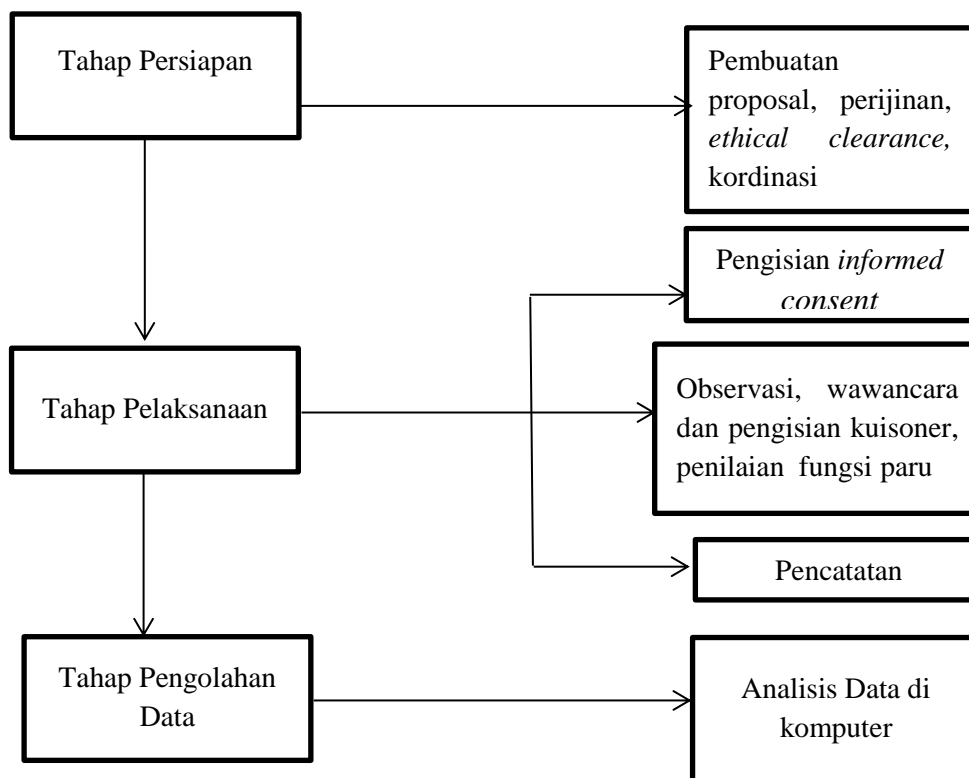 Tahap Persiapan
Pembuatan
proposal, perijinan,
ethical clearance,
kordinasi
Pengisian informed
consent
Tahap Pelaksanaan
Observasi, wawancara
dan pengisian kuisoner,
penilaian fungsi paru
Pencatatan
Tahap Pengolahan
Data
Analisis Data di
komputer